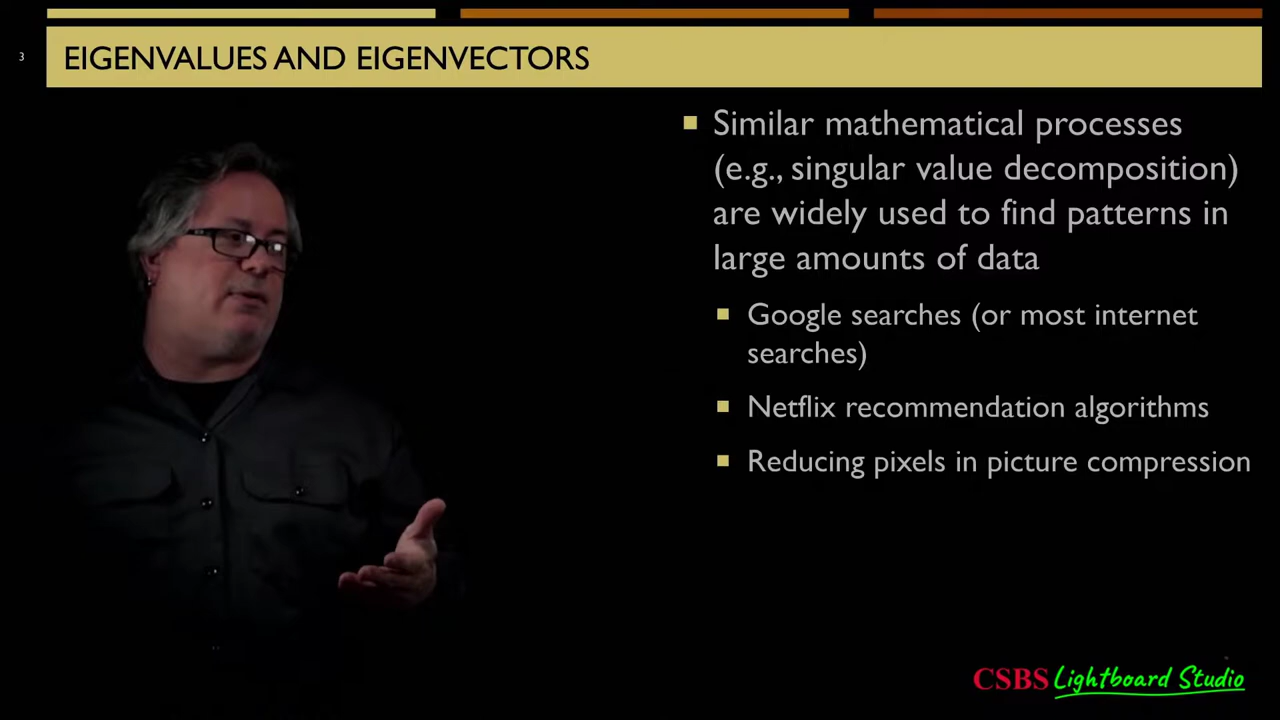 3
EIGENVALUES AND EIGENVECTORS
Similar mathematical processes
(e.g., singular value decomposition)
are widely used to find patterns in
large amounts of data
Google searches (or most internet
searches)
Netflix recommendation algorithms
Reducing pixels in picture compression
CSBS Lightboard Studio